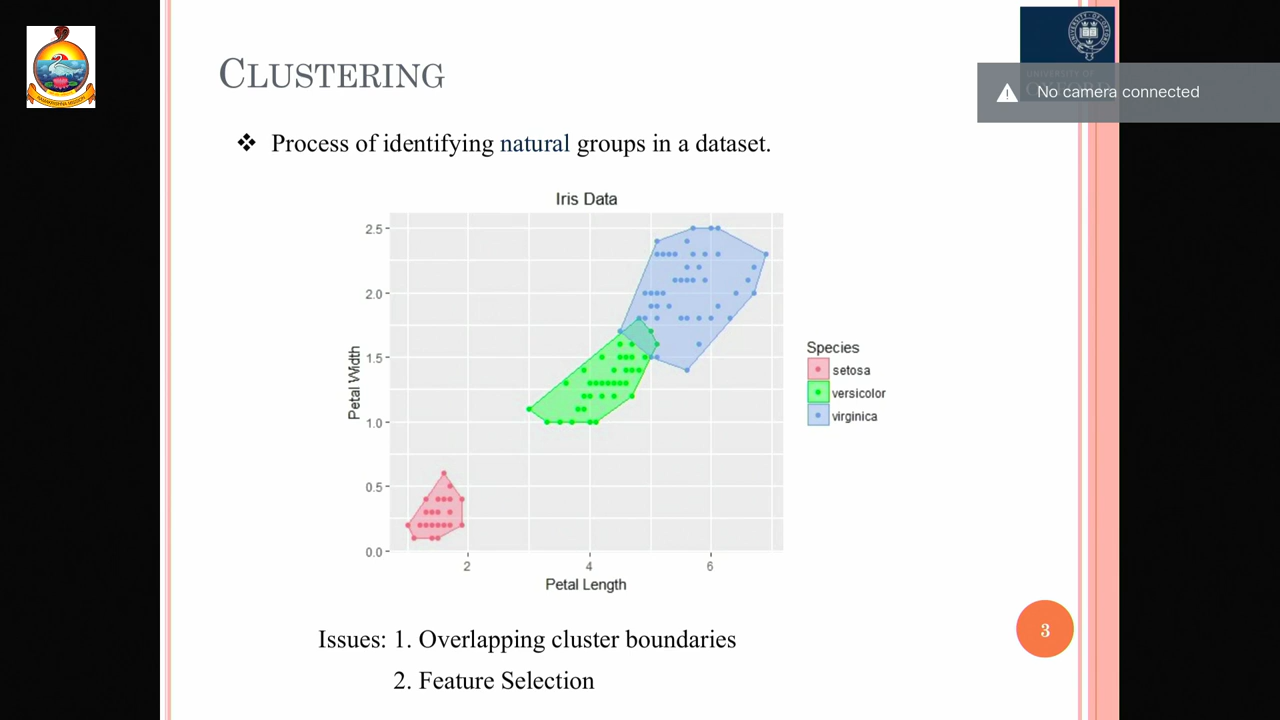 CLUSTERING
No camera connected
❖ Process of identifying natural groups in a dataset.
Iris Data
2.5
2.0
1.5
1.0
0.5
0.0
Petal Width
2 4 6
Petal Length
Species
setosa
versicolor
virginica
Issues: 1. Overlapping cluster boundaries
2. Feature Selection
3